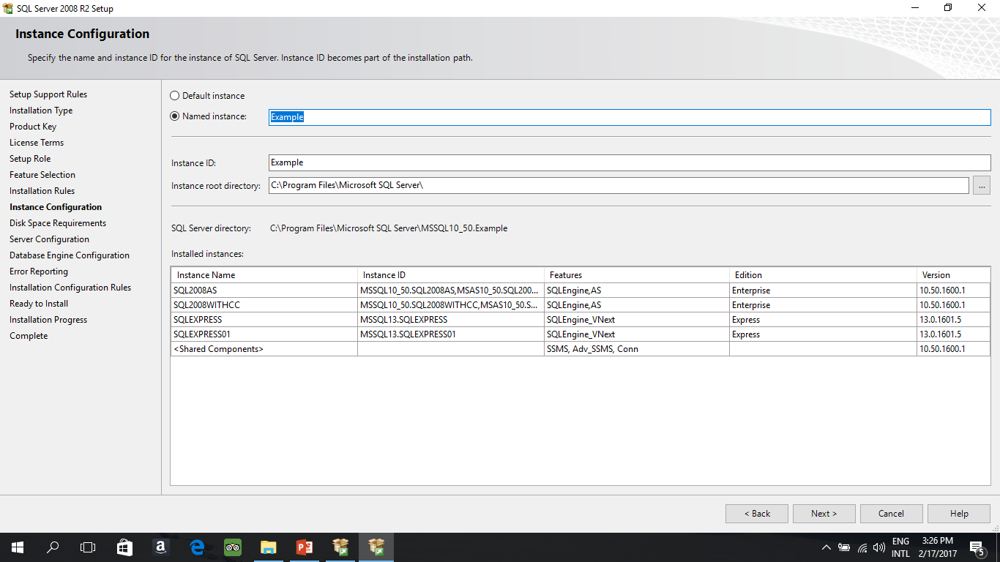 SQL Server 2008 R2 Setup
Instance Configuration
Specify the name and instance ID for the instance of SQL Server. Instance ID becomes part of the installation path.
Setup Support Rules
Installation Type
Product Key
License Terms
Setup Role
Feature Selection
Installation Rules
Instance Configuration
Disk Space Requirements
Server Configuration
Database Engine Configuration
Error Reporting
Installation Configuration Rules
Ready to Install
Installation Progress
Complete
Default instance
Named instance: Example
Instance ID: Example
Instance root directory: C:\Program Files\Microsoft SQL Server\ ...
SQL Server directory: C:\Program Files\Microsoft SQL Server\MSSQL10_50.Example
Installed instances:
Instance Name Instance ID Features Edition Version
SQL2008AS MSSQL10_50.SQL2008AS,MSAS10_50.SQL200... SQLEngine,AS Enterprise 10.50.1600.1
SQL2008WITHCC MSSQL10_50.SQL2008WITHCC,MSAS10_50.S... SQLEngine,AS Enterprise 10.50.1600.1
SQLEXPRESS MSSQL13.SQLEXPRESS SQLEngine_VNext Express 13.0.1601.5
SQLEXPRESS01 MSSQL13.SQLEXPRESS01 SQLEngine_VNext Express 13.0.1601.5
<Shared Components> SSMS, Adv_SSMS, Conn 10.50.1600.1
< Back Next > Cancel Help
ENG 3:26 PM
INTL 2/17/2017 5